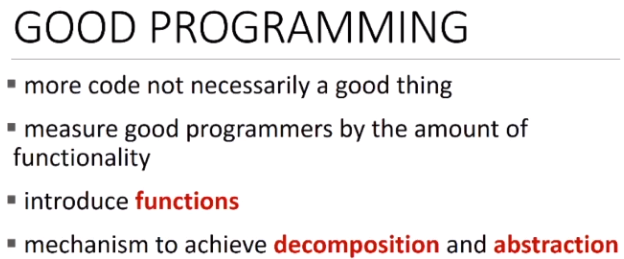 GOOD PROGRAMMING
▪ more code not necessarily a good thing
▪ measure good programmers by the amount of
functionality
▪ introduce functions
▪ mechanism to achieve decomposition and abstraction